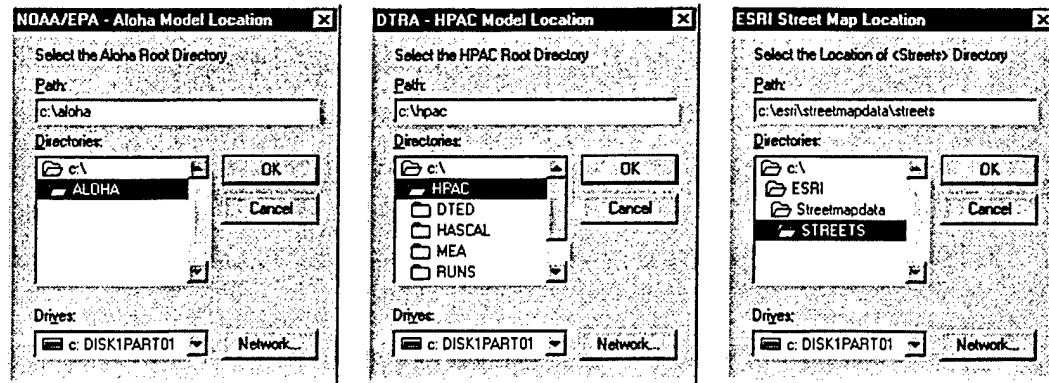 NOAA/EPA - Aloha Model Location
Select the Aloha Root Directory
Path:
c:\aloha
Directories:
c:\
ALOHA
OK
Cancel
Drives:
c: DISK1PART01
Network...
DTRA - HPAC Model Location
Select the HPAC Root Directory
Path:
c:\hpac
Directories:
c:\
HPAC
DTED
HASCAL
MEA
RUNS
OK
Cancel
Drives:
c: DISK1PART01
Network...
ESRI Street Map Location
Select the Location of <Streets> Directory
Path:
c:\esri\streetmapdata\streets
Directories:
c:\
ESRI
Streetmapdata
STREETS
OK
Cancel
Drives:
c: DISK1PART01
Network...